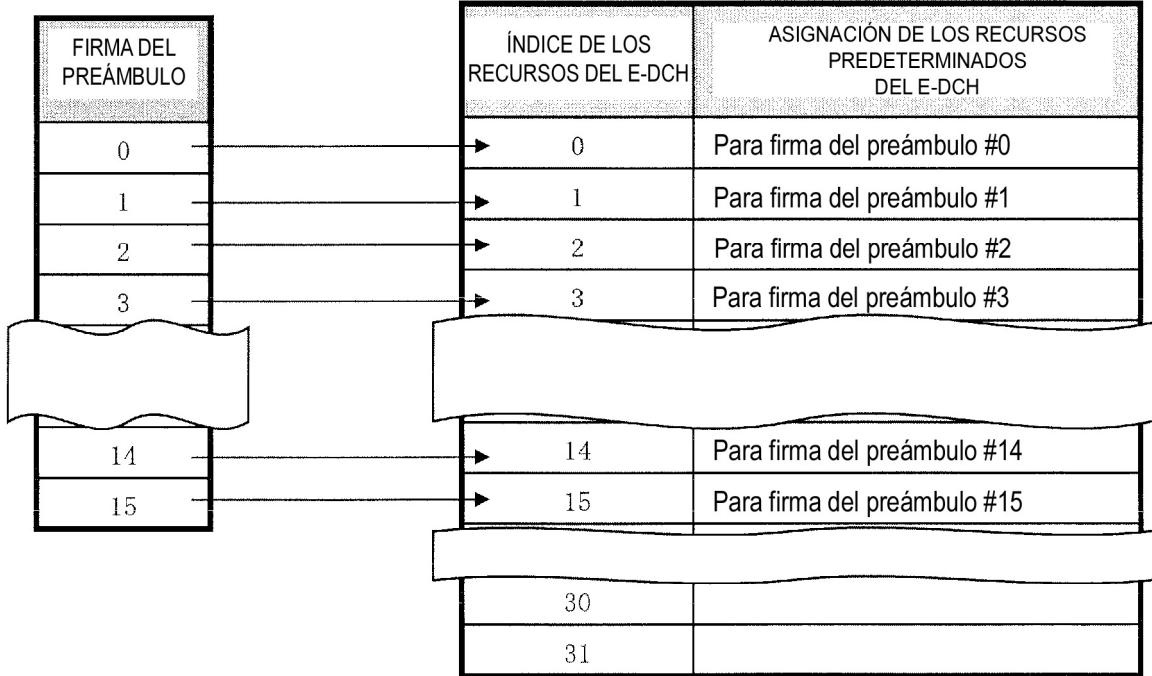 FIRMA DEL
PREÁMBULO
0
1
2
3
14
15
ÍNDICE DE LOS
RECURSOS DEL E-DCH
ASIGNACIÓN DE LOS RECURSOS
PREDETERMINADOS
DEL E-DCH
0 Para firma del preámbulo #0
1 Para firma del preámbulo #1
2 Para firma del preámbulo #2
3 Para firma del preámbulo #3
14 Para firma del preámbulo #14
15 Para firma del preámbulo #15
30
31